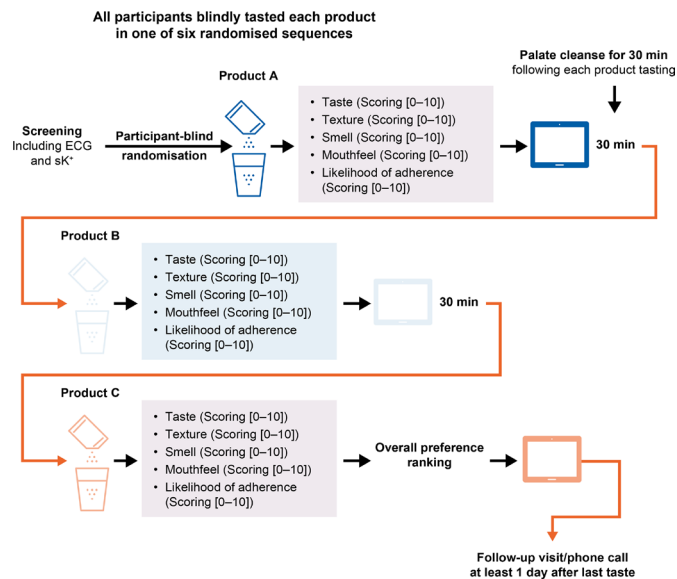 All participants blindly tasted each product
in one of six randomised sequences
Palate cleanse for 30 min
following each product tasting
Product A
Screening
Including ECG
and sK⁺
Participant-blind
randomisation
• Taste (Scoring [0–10])
• Texture (Scoring [0–10])
• Smell (Scoring [0–10])
• Mouthfeel (Scoring [0–10])
• Likelihood of adherence
(Scoring [0–10])
30 min
Product B
• Taste (Scoring [0–10])
• Texture (Scoring [0–10])
• Smell (Scoring [0–10])
• Mouthfeel (Scoring [0–10])
• Likelihood of adherence
(Scoring [0–10])
30 min
Product C
• Taste (Scoring [0–10])
• Texture (Scoring [0–10])
• Smell (Scoring [0–10])
• Mouthfeel (Scoring [0–10])
• Likelihood of adherence
(Scoring [0–10])
Overall preference
ranking
Follow-up visit/phone call
at least 1 day after last taste